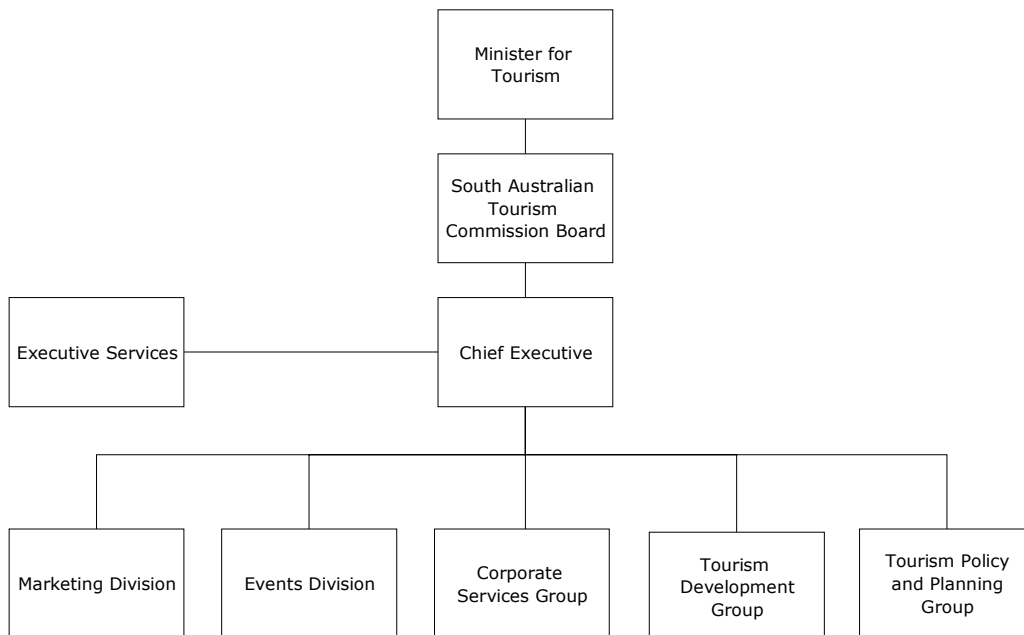 Minister for
Tourism
South Australian
Tourism
Commission Board
Executive Services
Chief Executive
Marketing Division
Events Division
Corporate
Services Group
Tourism
Development
Group
Tourism Policy
and Planning
Group